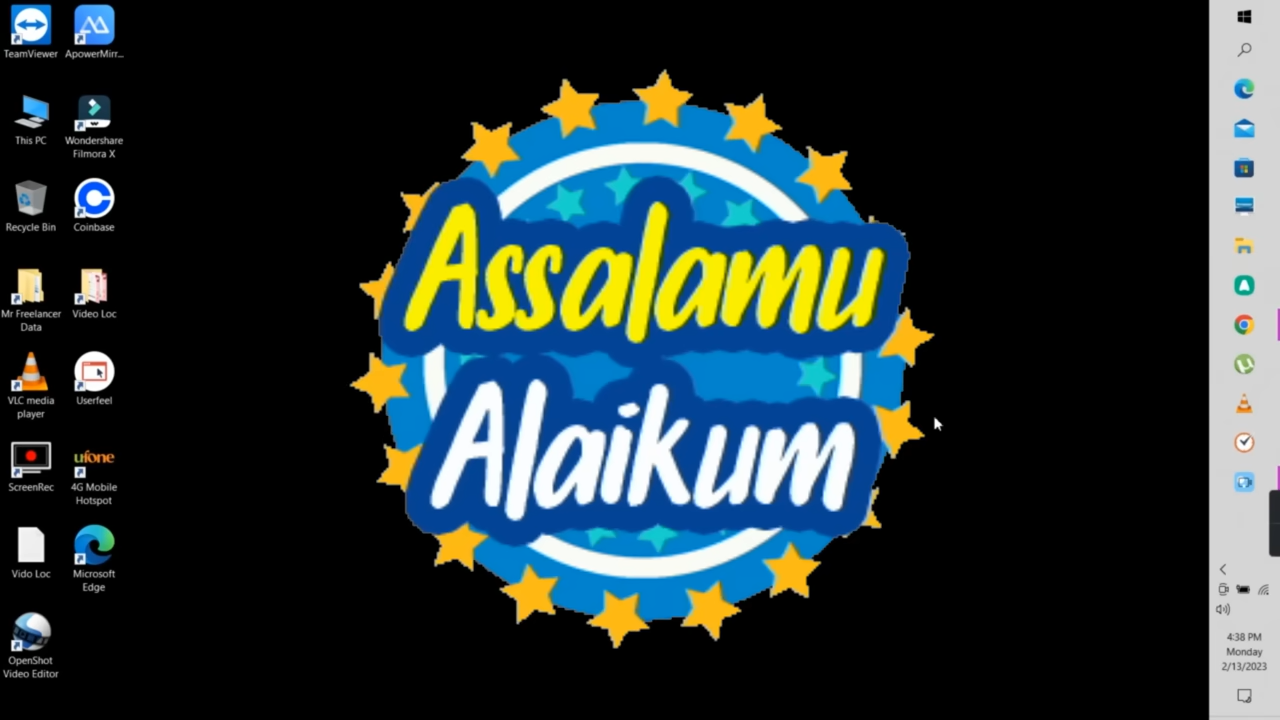 TeamViewer
ApowerMirr...
This PC
Wondershare
Filmora X
Recycle Bin
Coinbase
Mr Freelancer
Data
Video Loc
VLC media
player
Userfeel
ScreenRec
ufone
4G Mobile
Hotspot
Vido Loc
Microsoft
Edge
OpenShot
Video Editor
Assalamu
Alaikum
4:38 PM
Monday
2/13/2023